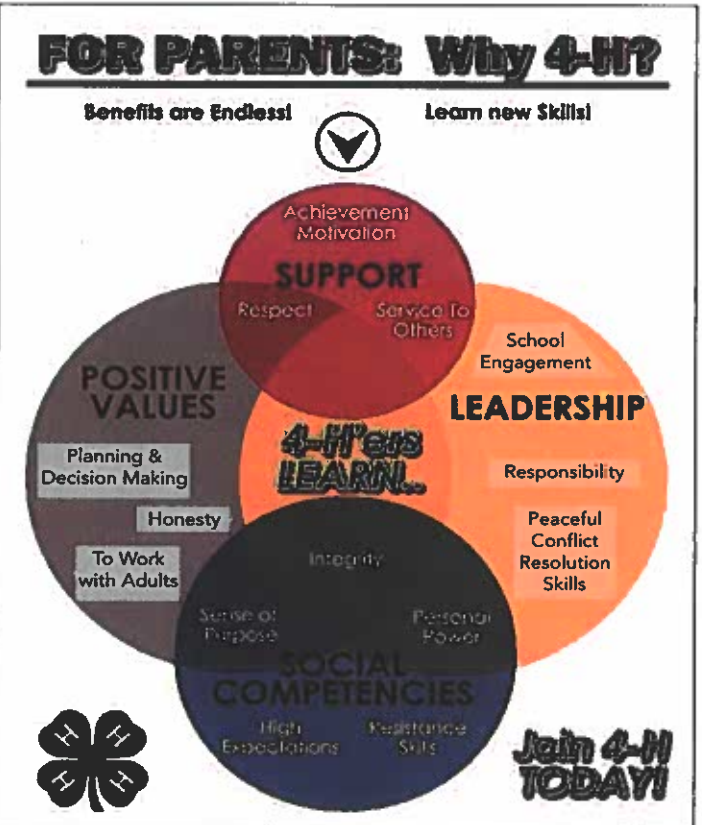 FOR PARENTS: Why 4-H?
Benefits are Endless!
Learn new Skills!
Achievement
Motivation
SUPPORT
Respect
Service To
Others
School
Engagement
POSITIVE
VALUES
LEADERSHIP
4-H'ers
LEARN...
Planning &
Decision Making
Honesty
To Work
with Adults
Responsibility
Peaceful
Conflict
Resolution
Skills
Integrity
Sense of
Purpose
Personal
Power
SOCIAL
COMPETENCIES
High
Expectations
Resistance
Skills
H H
H H
Join 4-H
TODAY!